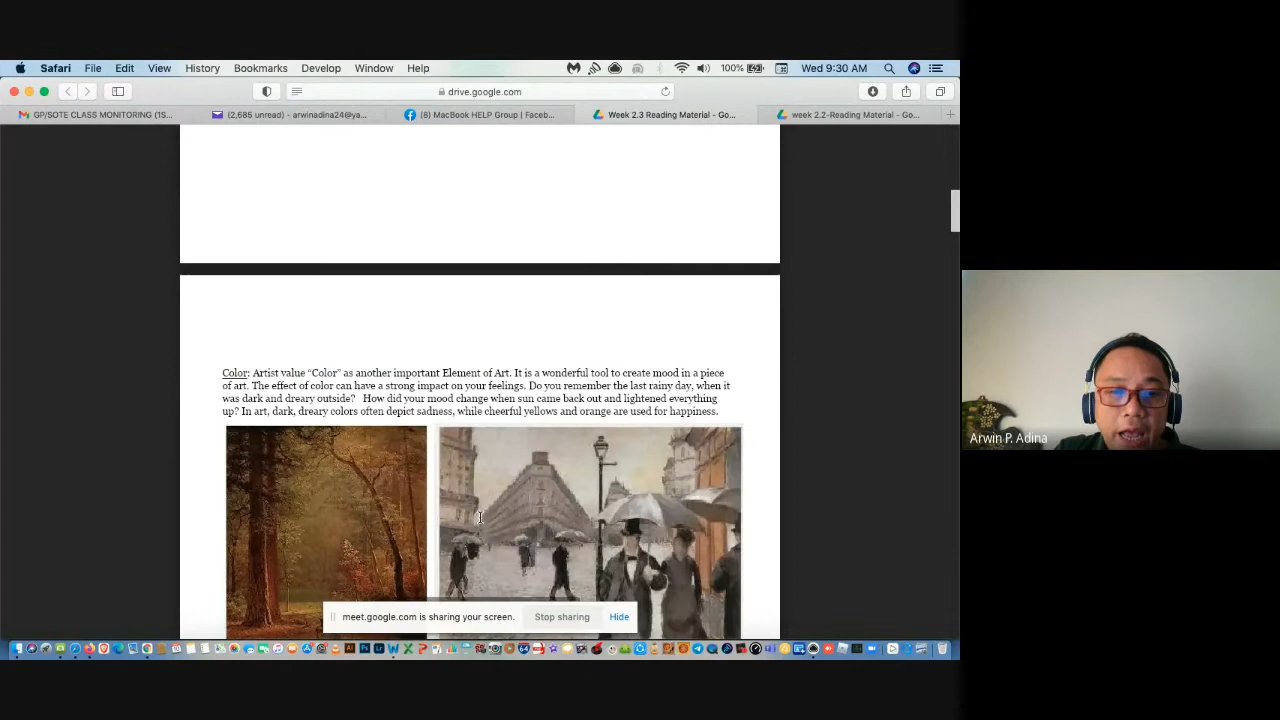 Safari File Edit View History Bookmarks Develop Window Help 100% Wed 9:30 AM
drive.google.com
GP/SOTE CLASS MONITORING (1S... (2,685 unread) - arwinadina24@ya... (8) MacBook HELP Group | Faceb... Week 2.3 Reading Material - Go... week 2.2-Reading Material - Go...
Color: Artist value “Color” as another important Element of Art. It is a wonderful tool to create mood in a piece
of art. The effect of color can have a strong impact on your feelings. Do you remember the last rainy day, when it
was dark and dreary outside? How did your mood change when sun came back out and lightened everything
up? In art, dark, dreary colors often depict sadness, while cheerful yellows and orange are used for happiness.
Arwin P. Adina
meet.google.com is sharing your screen. Stop sharing Hide